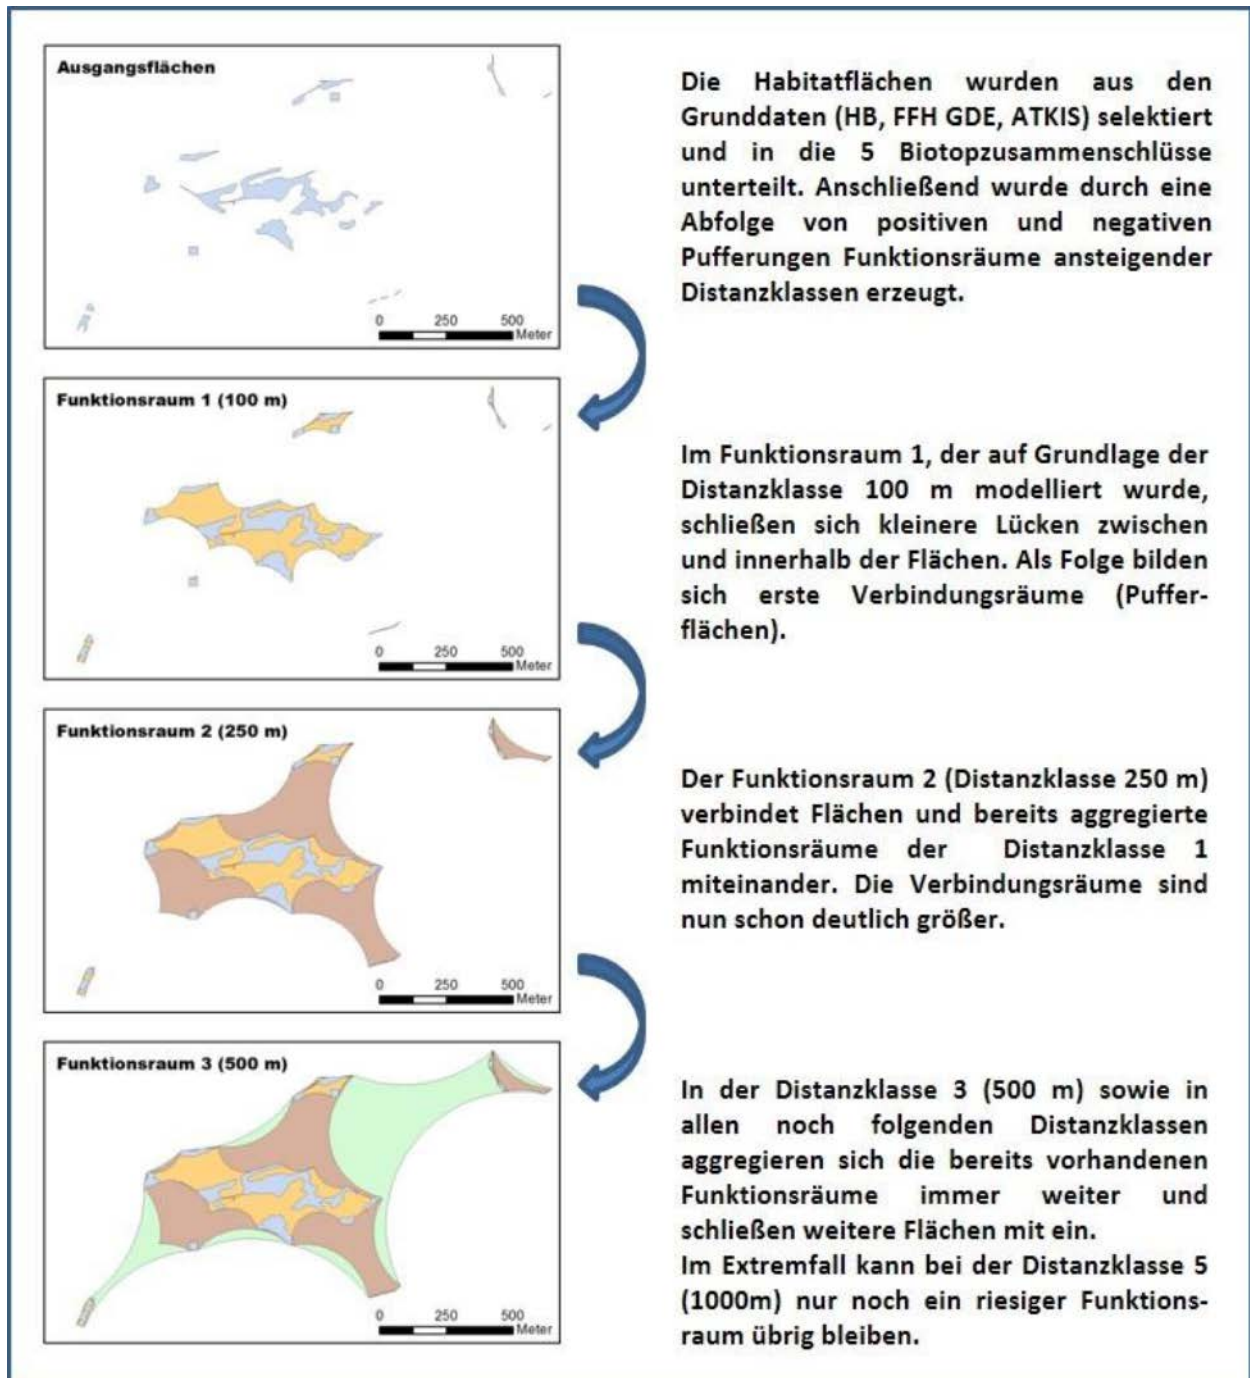 Ausgangsflächen
0 250 500
Meter
Die Habitatflächen wurden aus den
Grunddaten (HB, FFH GDE, ATKIS) selektiert
und in die 5 Biotopzusammenschlüsse
unterteilt. Anschließend wurde durch eine
Abfolge von positiven und negativen
Pufferungen Funktionsräume ansteigender
Distanzklassen erzeugt.
Funktionsraum 1 (100 m)
0 250 500
Meter
Im Funktionsraum 1, der auf Grundlage der
Distanzklasse 100 m modelliert wurde,
schließen sich kleinere Lücken zwischen
und innerhalb der Flächen. Als Folge bilden
sich erste Verbindungsräume (Puffer-
flächen).
Funktionsraum 2 (250 m)
0 250 500
Meter
Der Funktionsraum 2 (Distanzklasse 250 m)
verbindet Flächen und bereits aggregierte
Funktionsräume der Distanzklasse 1
miteinander. Die Verbindungsräume sind
nun schon deutlich größer.
Funktionsraum 3 (500 m)
0 250 500
Meter
In der Distanzklasse 3 (500 m) sowie in
allen noch folgenden Distanzklassen
aggregieren sich die bereits vorhandenen
Funktionsräume immer weiter und
schließen weitere Flächen mit ein.
Im Extremfall kann bei der Distanzklasse 5
(1000m) nur noch ein riesiger Funktions-
raum übrig bleiben.